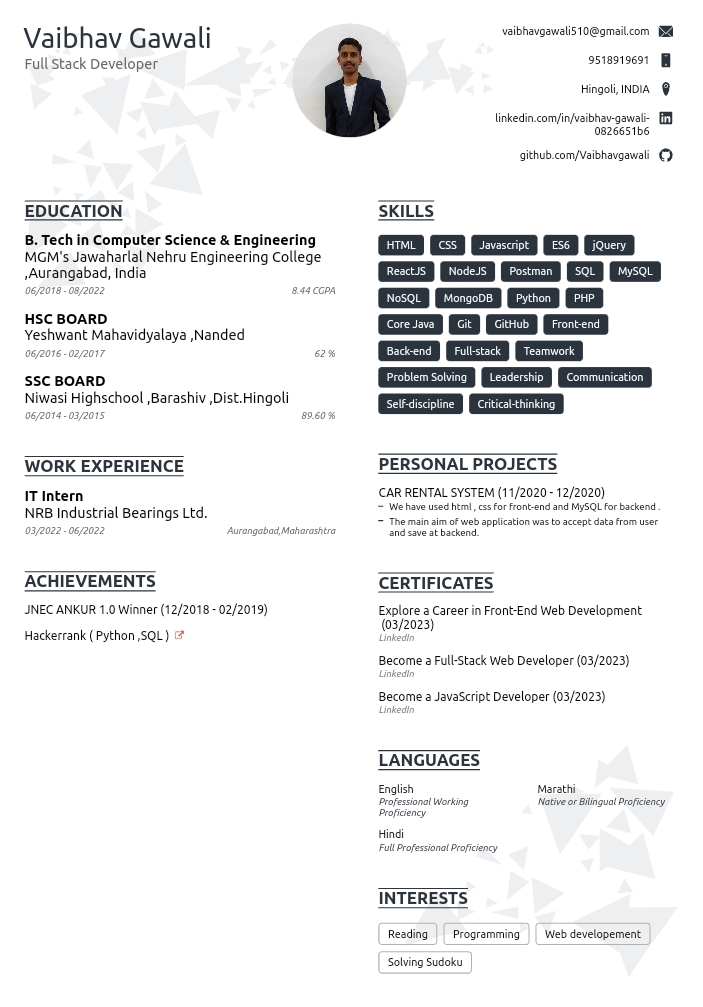 Vaibhav Gawali
Full Stack Developer
vaibhavgawali510@gmail.com
9518919691
Hingoli, INDIA
linkedin.com/in/vaibhav-gawali-
0826651b6
github.com/Vaibhavgawali
EDUCATION
B. Tech in Computer Science & Engineering
MGM's Jawaharlal Nehru Engineering College
,Aurangabad, India
06/2018 - 08/2022 8.44 CGPA
HSC BOARD
Yeshwant Mahavidyalaya ,Nanded
06/2016 - 02/2017 62 %
SSC BOARD
Niwasi Highschool ,Barashiv ,Dist.Hingoli
06/2014 - 03/2015 89.60 %
WORK EXPERIENCE
IT Intern
NRB Industrial Bearings Ltd.
03/2022 - 06/2022 Aurangabad,Maharashtra
ACHIEVEMENTS
JNEC ANKUR 1.0 Winner (12/2018 - 02/2019)
Hackerrank ( Python ,SQL )
SKILLS
HTML CSS Javascript ES6 jQuery
ReactJS NodeJS Postman SQL MySQL
NoSQL MongoDB Python PHP
Core Java Git GitHub Front-end
Back-end Full-stack Teamwork
Problem Solving Leadership Communication
Self-discipline Critical-thinking
PERSONAL PROJECTS
CAR RENTAL SYSTEM (11/2020 - 12/2020)
– We have used html , css for front-end and MySQL for backend .
– The main aim of web application was to accept data from user
and save at backend.
CERTIFICATES
Explore a Career in Front-End Web Development
(03/2023)
LinkedIn
Become a Full-Stack Web Developer (03/2023)
LinkedIn
Become a JavaScript Developer (03/2023)
LinkedIn
LANGUAGES
English
Professional Working
Proficiency
Marathi
Native or Bilingual Proficiency
Hindi
Full Professional Proficiency
INTERESTS
Reading Programming Web developement
Solving Sudoku